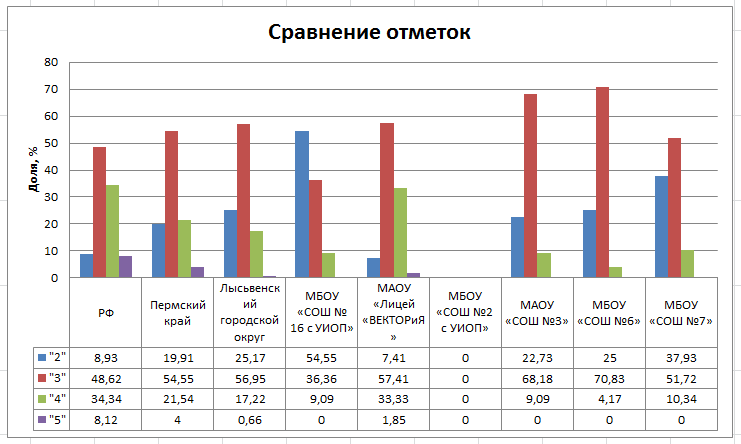 Сравнение отметок
Доля, %
80
70
60
50
40
30
20
10
0
РФ
Пермский
край
Лысьвенск
ий
городской
округ
МБОУ
«СОШ №
16 с УИОП»
МАОУ
«Лицей
«ВЕКТОРиЯ
»
МБОУ
«СОШ №2
с УИОП»
МАОУ
«СОШ №3»
МБОУ
«СОШ №6»
МБОУ
«СОШ №7»
"2" 8,93 19,91 25,17 54,55 7,41 0 22,73 25 37,93
"3" 48,62 54,55 56,95 36,36 57,41 0 68,18 70,83 51,72
"4" 34,34 21,54 17,22 9,09 33,33 0 9,09 4,17 10,34
"5" 8,12 4 0,66 0 1,85 0 0 0 0